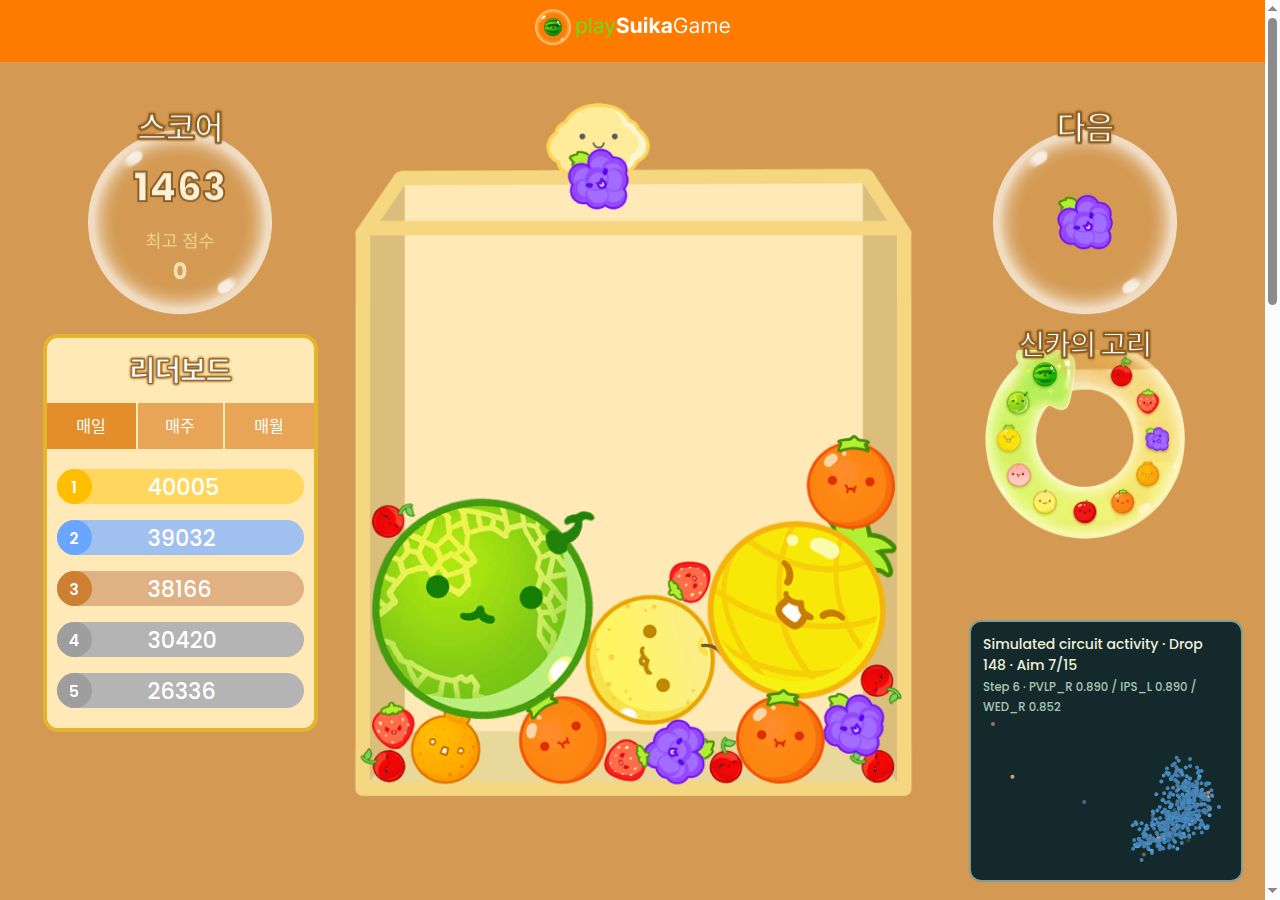 playSuikaGame
스코어
1463
최고 점수
0
다음
신카의 고리
리더보드
매일 매주 매월
1 40005
2 39032
3 38166
4 30420
5 26336
Simulated circuit activity · Drop
148 · Aim 7/15
Step 6 · PVLP_R 0.890 / IPS_L 0.890 /
WED_R 0.852